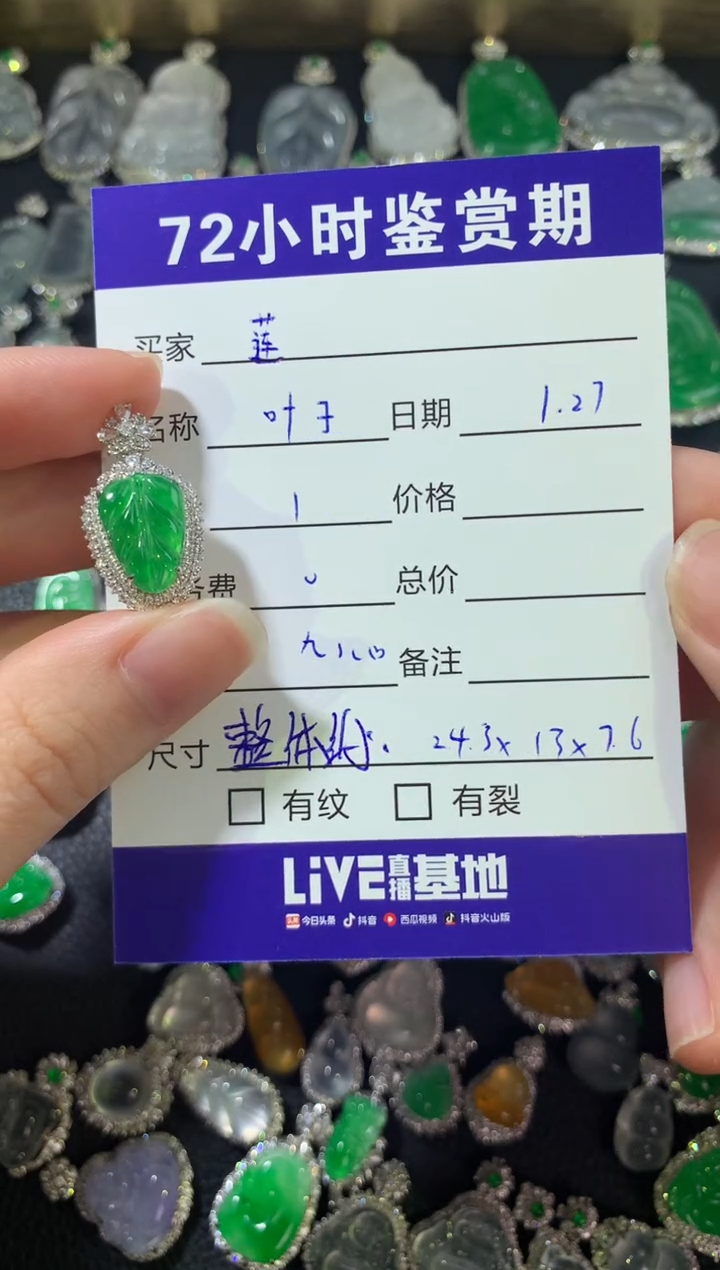 72小时鉴赏期
买家 莲
名称 叶子 日期 1.27
1 价格
费 0 总价
备注
尺寸 整体 24.3x 13x7.6
□ 有纹 □ 有裂
LiVE直播基地
今日头条 抖音 西瓜视频 抖音火山版